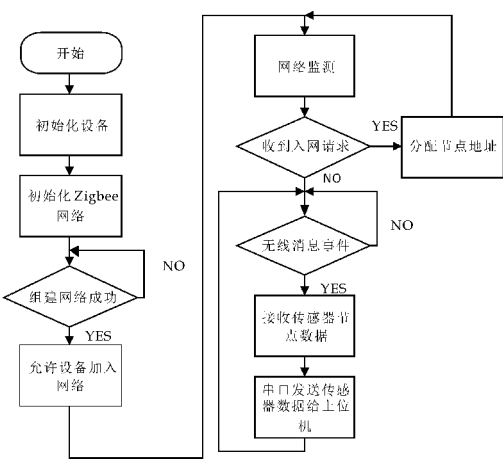 开始
初始化设备
初始化Zigbee
网络
NO
组建网络成功
YES
允许设备加入
网络
网络监测
收到入网请求
YES
分配节点地址
NO
无线消息事件
NO
YES
接收传感器节
点数据
串口发送传感
器数据给上位
机